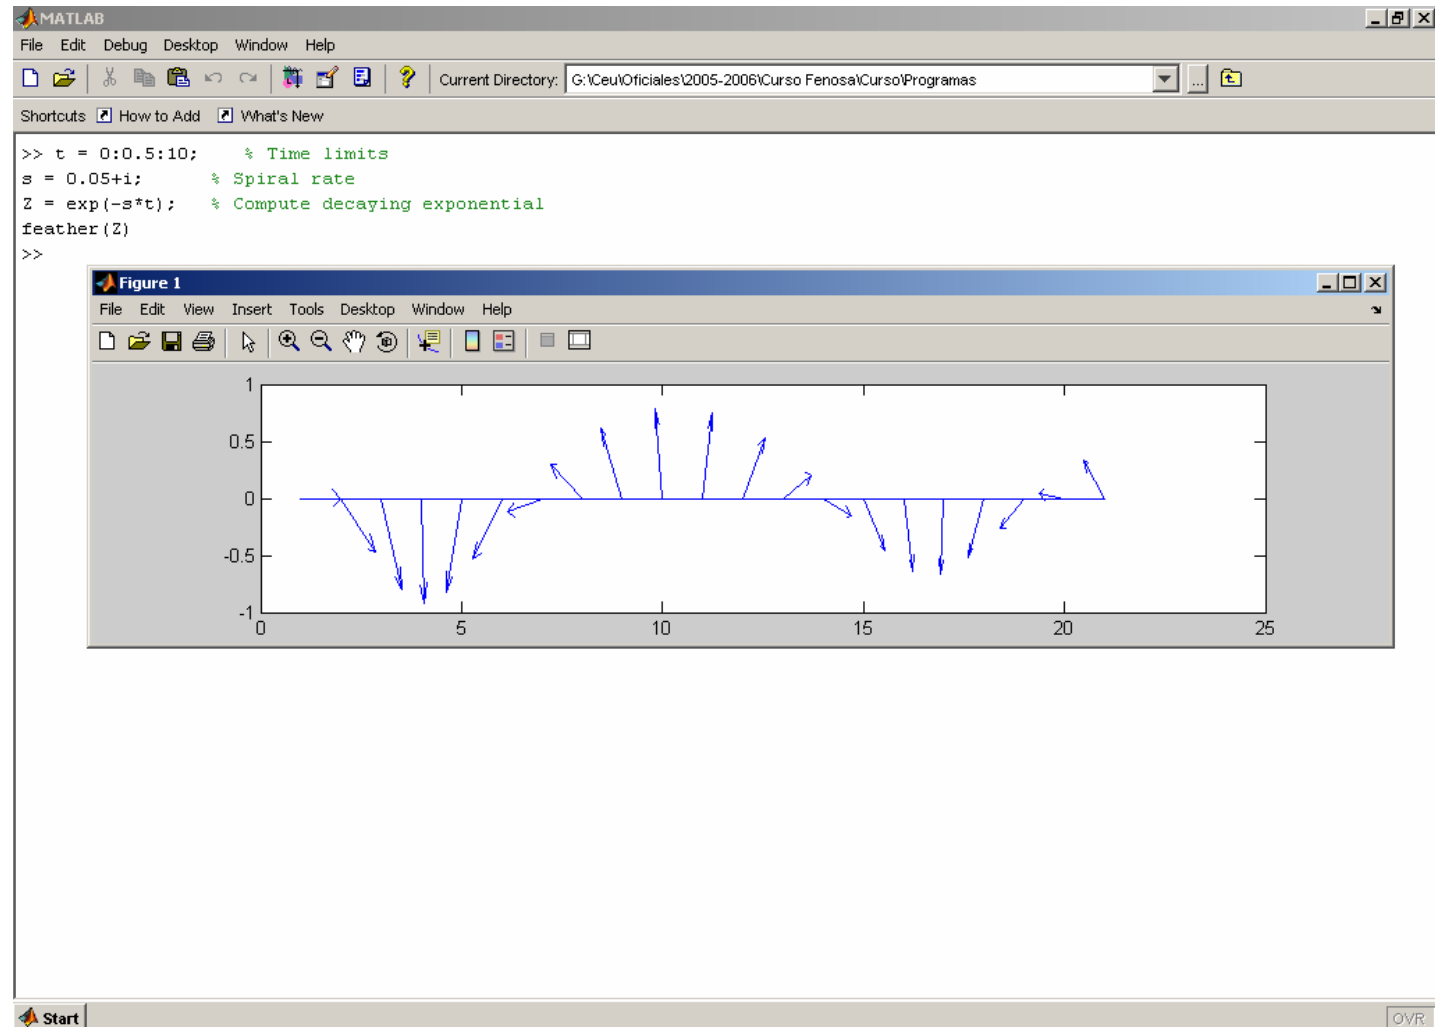 MATLAB
File Edit Debug Desktop Window Help
Current Directory: G:\Ceu\Oficiales\2005-2006\Curso Fenosa\Curso\Programas ...
Shortcuts How to Add What's New
>> t = 0:0.5:10; % Time limits
s = 0.05+i; % Spiral rate
Z = exp(-s*t); % Compute decaying exponential
feather(Z)
>>
Figure 1
File Edit View Insert Tools Desktop Window Help
1
0.5
0
-0.5
-1
0 5 10 15 20 25
Start
OVR